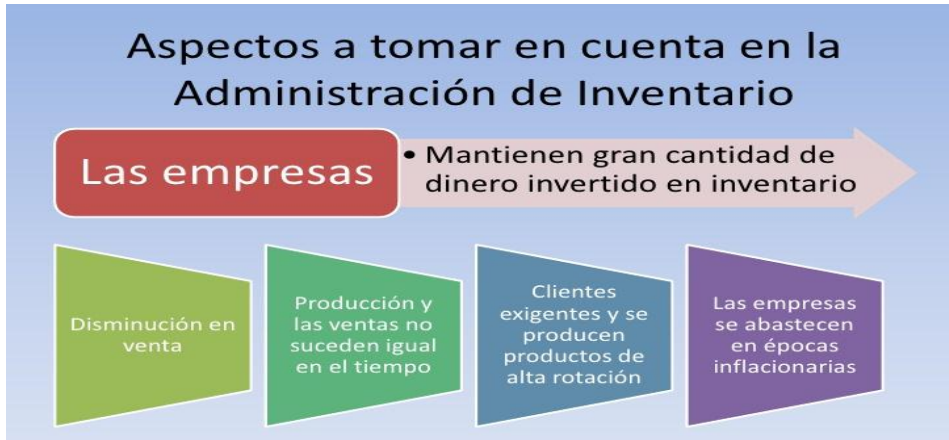 Aspectos a tomar en cuenta en la
Administración de Inventario
Las empresas
• Mantienen gran cantidad de
dinero invertido en inventario
Disminución en
venta
Producción y
las ventas no
suceden igual
en el tiempo
Clientes
exigentes y se
producen
productos de
alta rotación
Las empresas
se abastecen
en épocas
inflacionarias